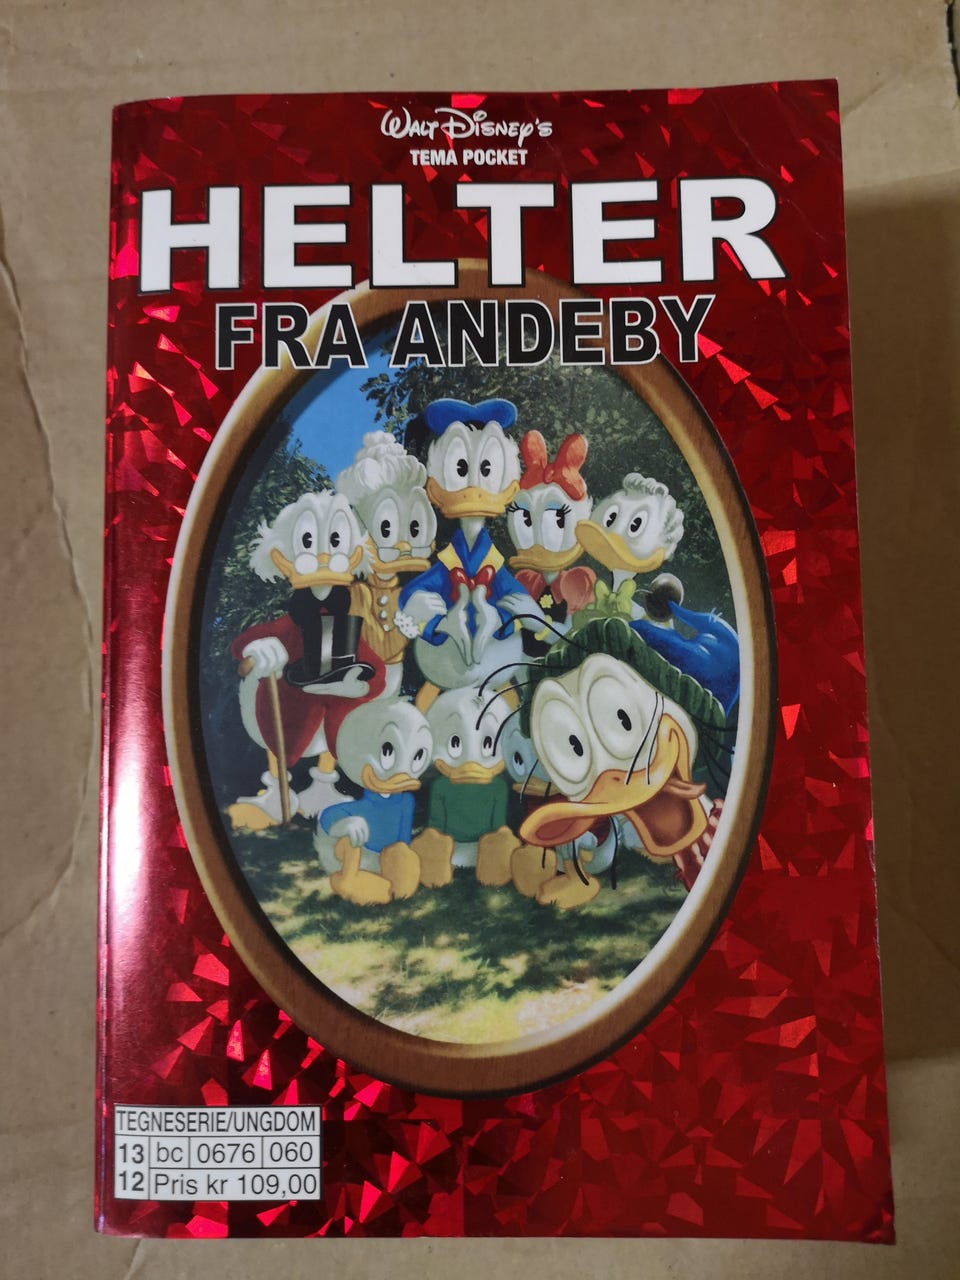 Walt Disney's
TEMA POCKET
HELTER
FRA ANDEBY
TEGNESERIE/UNGDOM
13 bc 0676 060
12 Pris kr 109,00